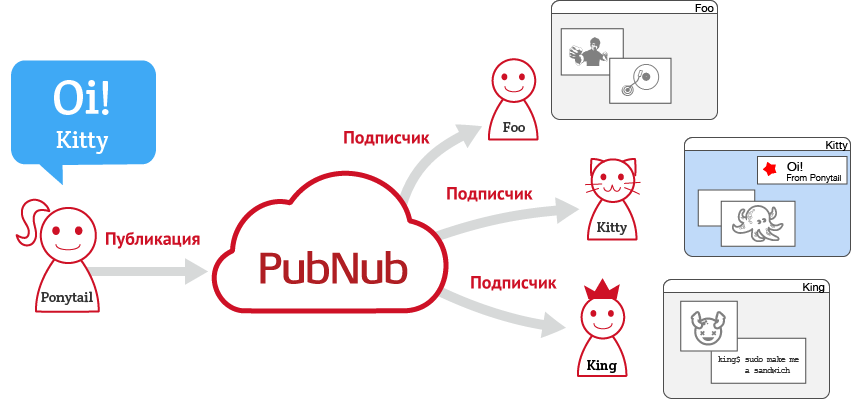 Oi!
Kitty
Ponytail
Публикация
PubNub
Подписчик
Foo
Foo
Подписчик
Kitty
Kitty
Oi!
From Ponytail
Подписчик
King
King
king$ sudo make me
a sandwich